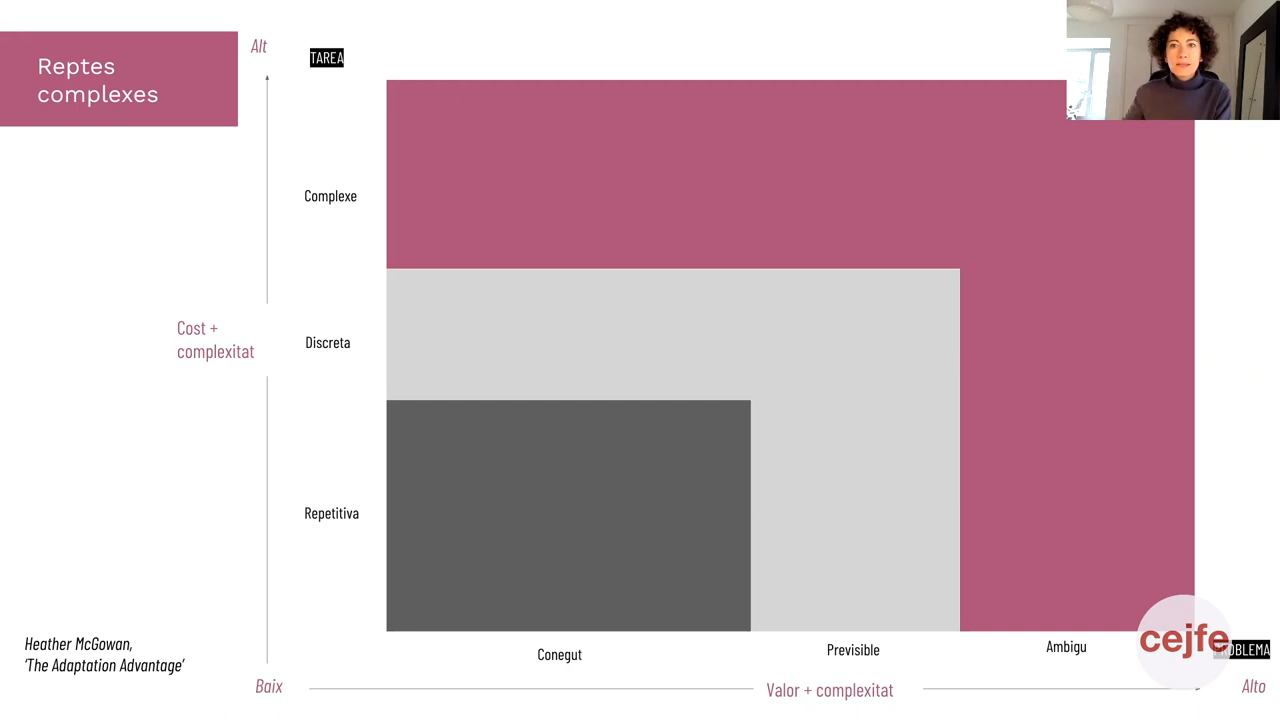 Reptes
complexes
Alt
TAREA
Complexe
Cost +
complexitat
Discreta
Repetitiva
Heather McGowan,
'The Adaptation Advantage'
Conegut
Previsible
Ambigu
cejfe
PROBLEMA
Baix
Valor + complexitat
Alto